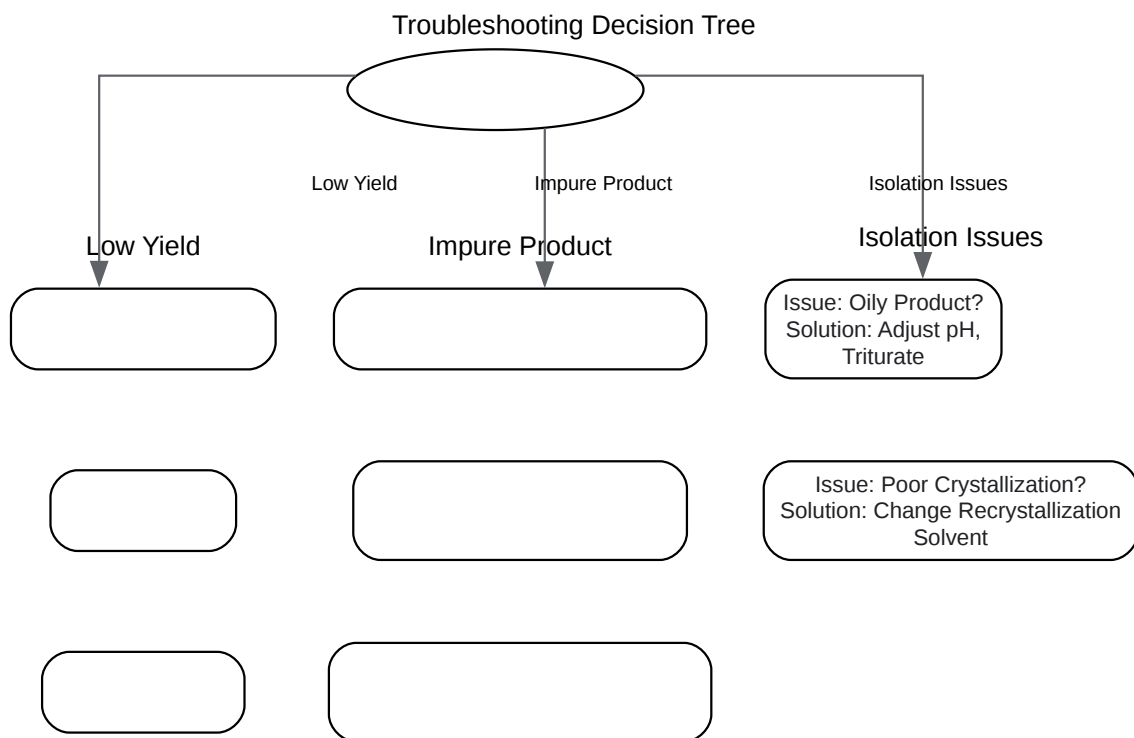 Troubleshooting Decision Tree
Low Yield
Impure Product
Isolation Issues
Low Yield
Impure Product
Isolation Issues
Issue: Oily Product?
Solution: Adjust pH,
Triturate
Issue: Poor Crystallization?
Solution: Change Recrystallization
Solvent